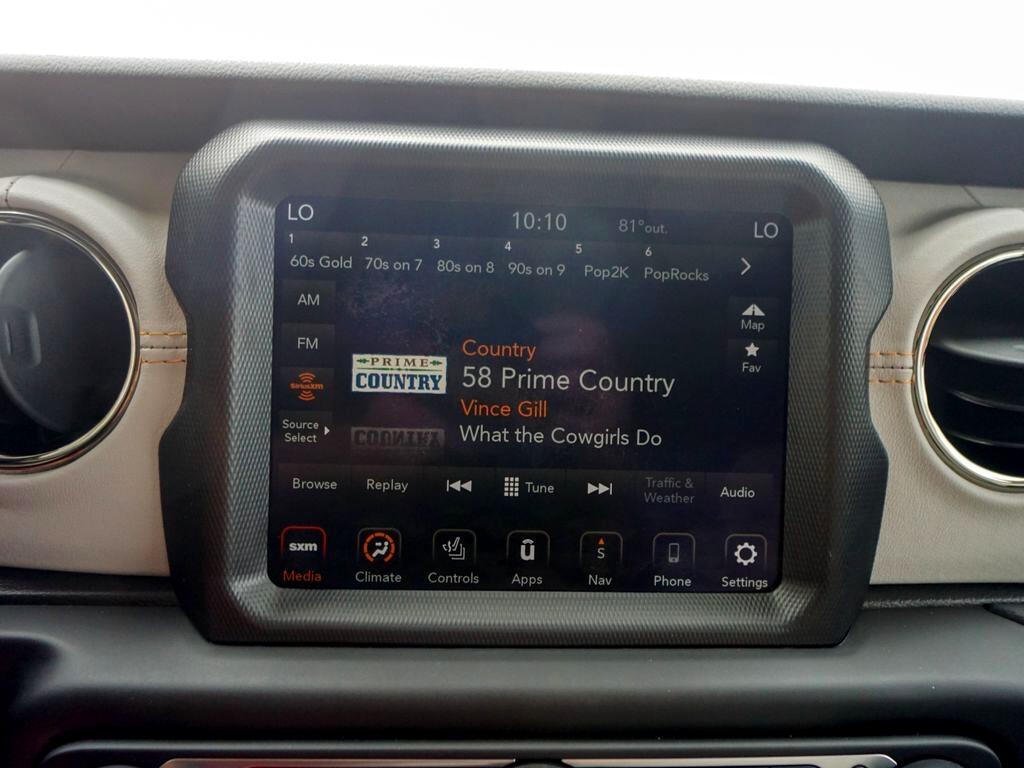 LO 10:10 81°out. LO
1 2 3 4 5 6
60s Gold 70s on 7 80s on 8 90s on 9 Pop2K PopRocks
AM
FM
SiriusXM
Source
Select
PRIME
COUNTRY
COUNTRY
Country
58 Prime Country
Vince Gill
What the Cowgirls Do
Map
Fav
Browse Replay Tune Traffic &
Weather Audio
sxm
Media
Climate
Controls
u
Apps
S
Nav
Phone
Settings